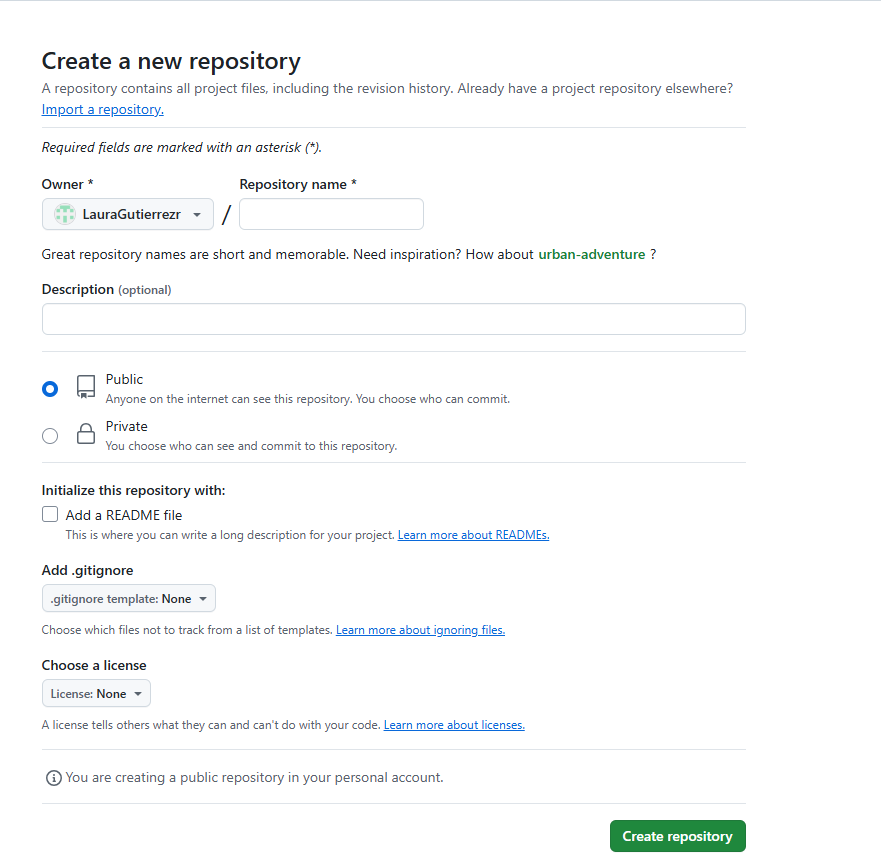 Create a new repository
A repository contains all project files, including the revision history. Already have a project repository elsewhere?
Import a repository.
Required fields are marked with an asterisk (*).
Owner * Repository name *
LauraGutierrezr /
Great repository names are short and memorable. Need inspiration? How about urban-adventure ?
Description (optional)
Public
Anyone on the internet can see this repository. You choose who can commit.
Private
You choose who can see and commit to this repository.
Initialize this repository with:
Add a README file
This is where you can write a long description for your project. Learn more about READMEs.
Add .gitignore
.gitignore template: None
Choose which files not to track from a list of templates. Learn more about ignoring files.
Choose a license
License: None
A license tells others what they can and can't do with your code. Learn more about licenses.
You are creating a public repository in your personal account.
Create repository